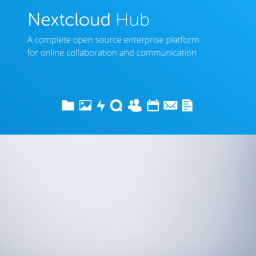 Nextcloud Hub
A complete open source enterprise platform
for online collaboration and communication